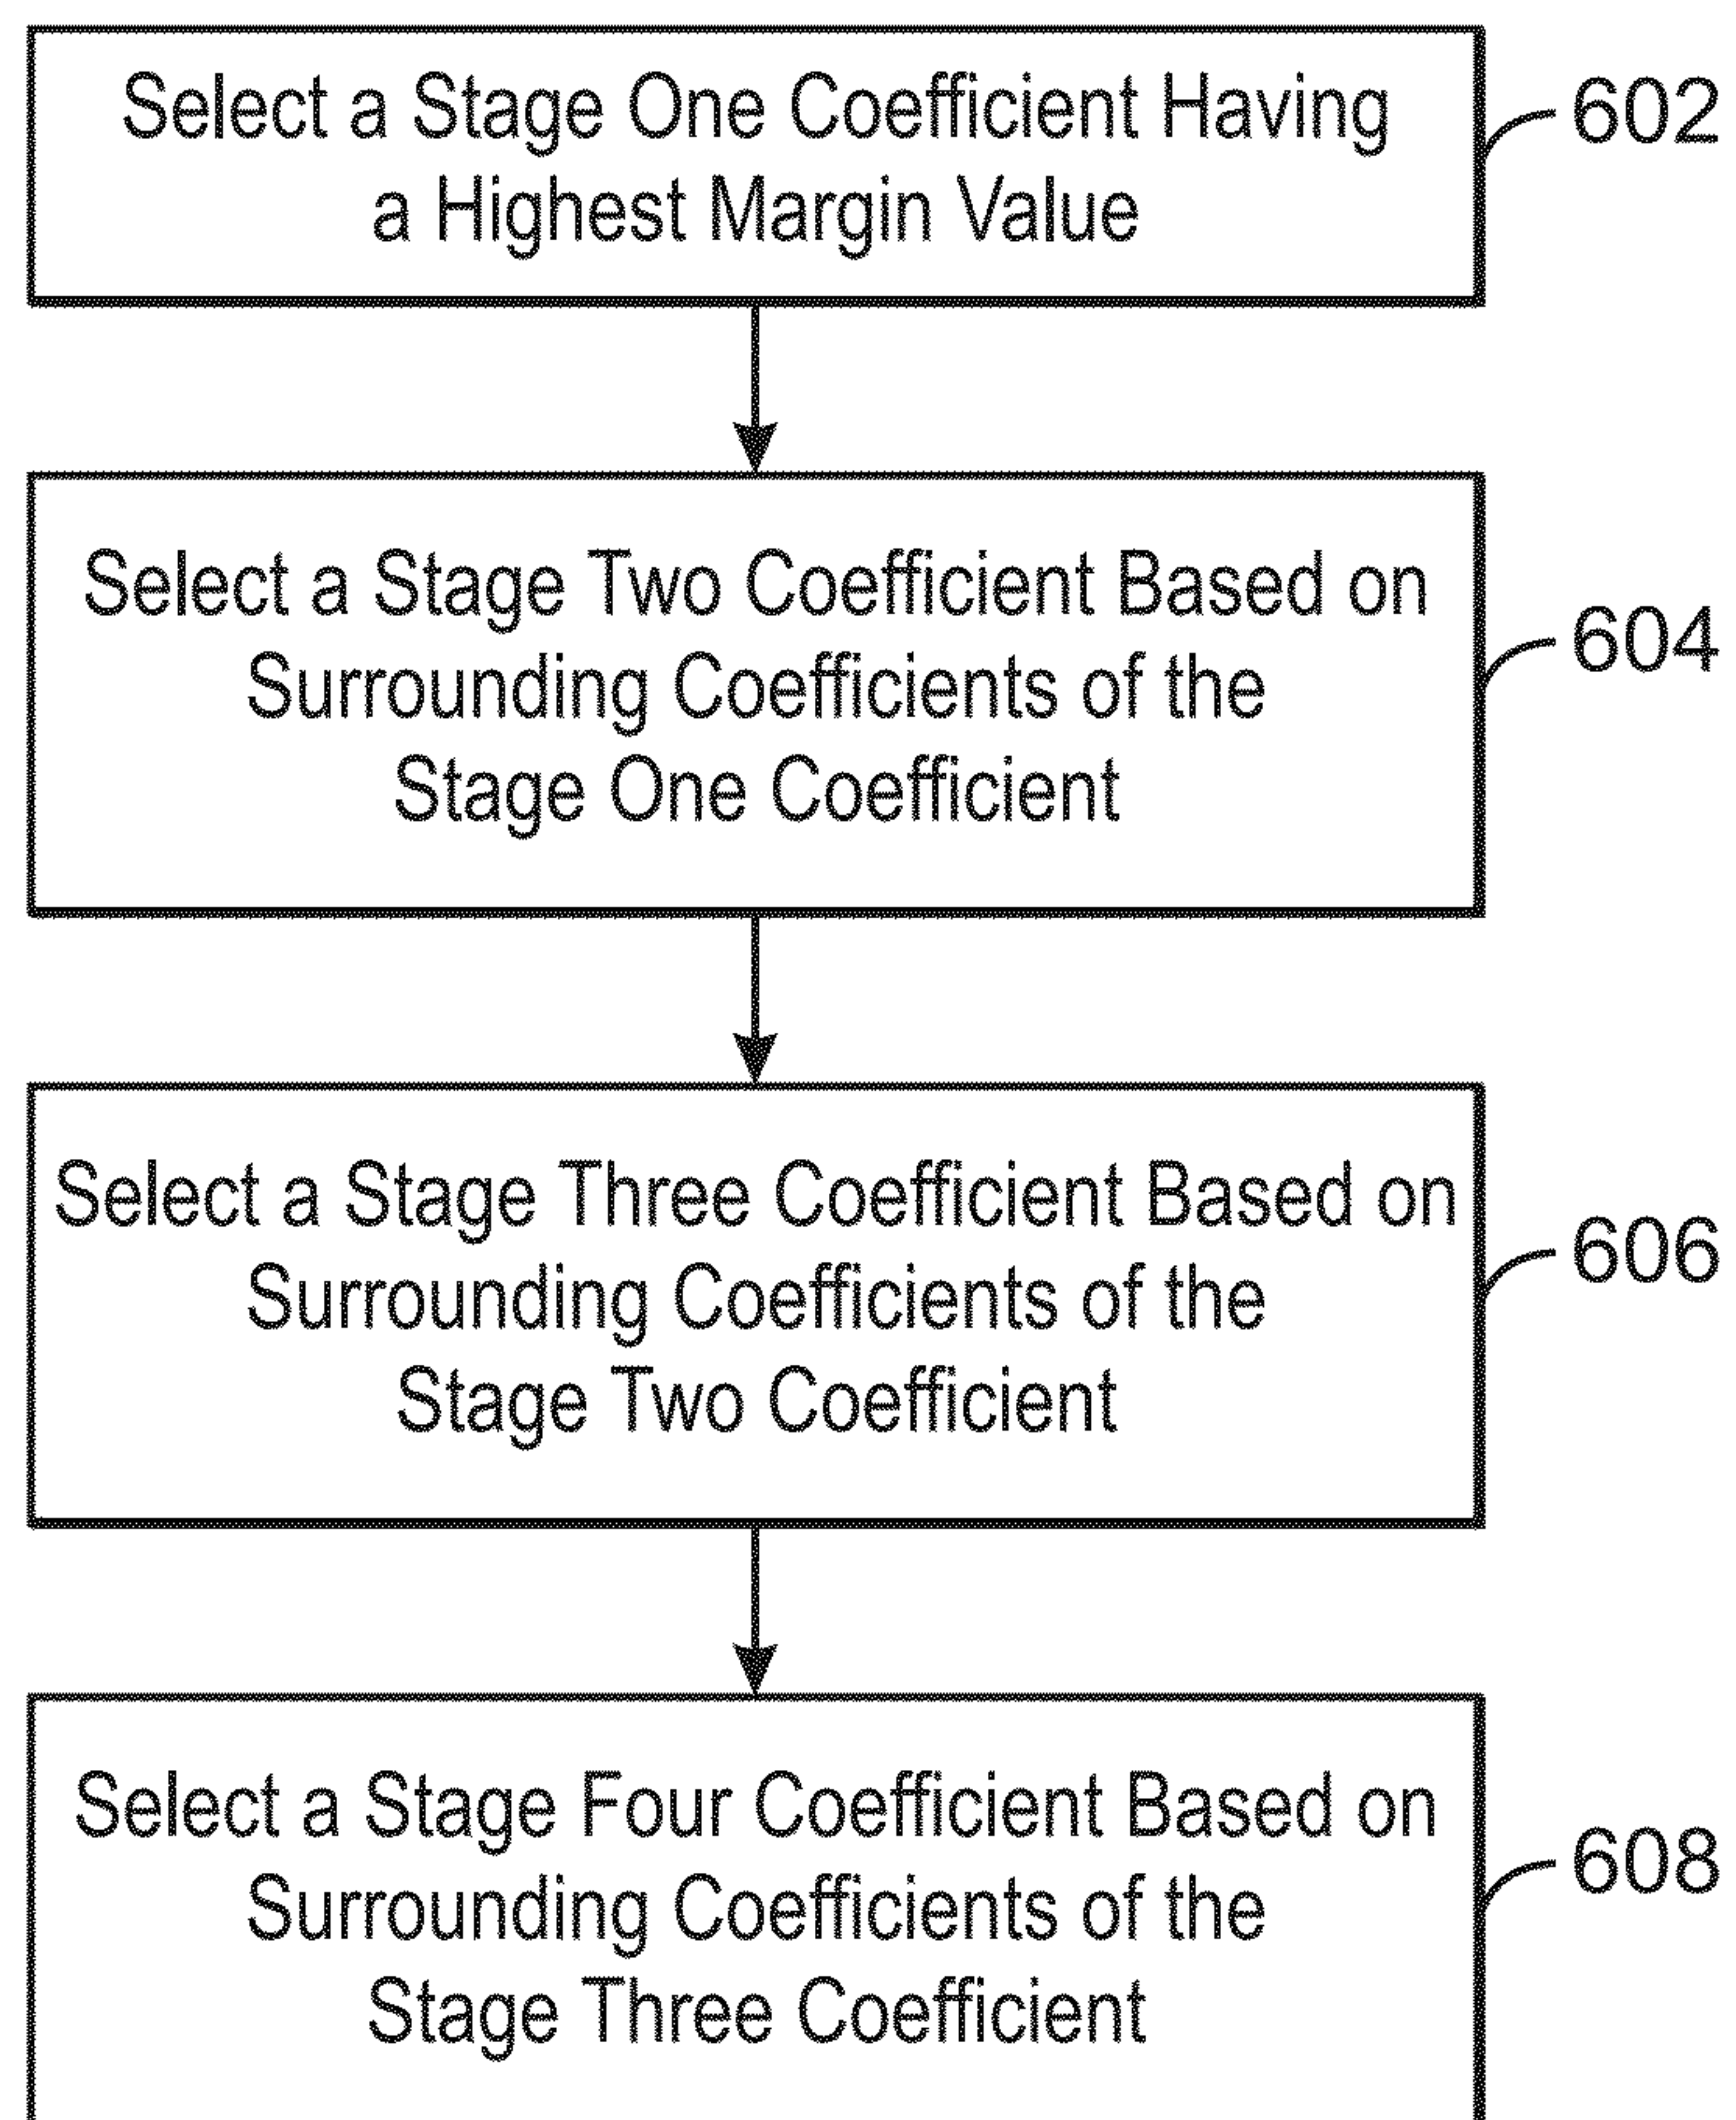 Select a Stage One Coefficient Having
a Highest Margin Value
602
Select a Stage Two Coefficient Based on
Surrounding Coefficients of the
Stage One Coefficient
604
Select a Stage Three Coefficient Based on
Surrounding Coefficients of the
Stage Two Coefficient
606
Select a Stage Four Coefficient Based on
Surrounding Coefficients of the
Stage Three Coefficient
608